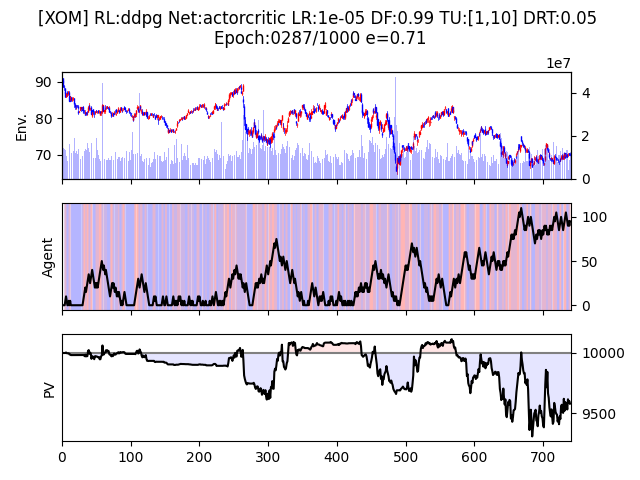 [XOM] RL:ddpg Net:actorcritic LR:1e-05 DF:0.99 TU:[1,10] DRT:0.05
Epoch:0287/1000 e=0.71
1e7
90
80
70
Env.
4
2
0
Agent
100
50
0
PV
10000
9500
0 100 200 300 400 500 600 700